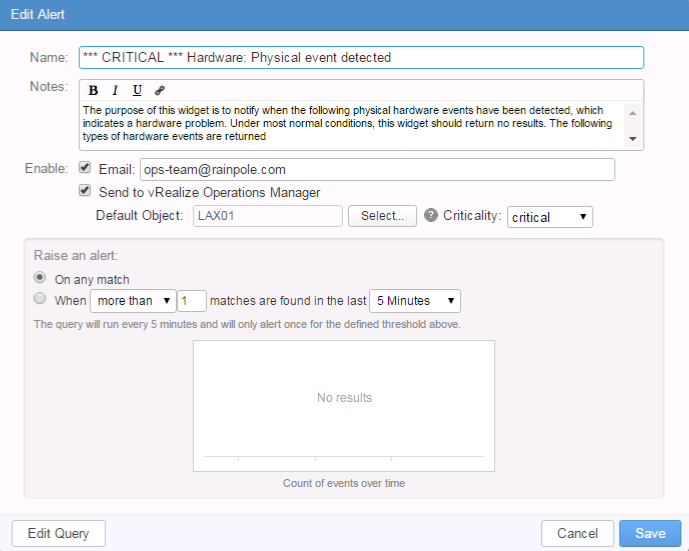 Edit Alert
Name: *** CRITICAL *** Hardware: Physical event detected
Notes: B I U
The purpose of this widget is to notify when the following physical hardware events have been detected, which
indicates a hardware problem. Under most normal conditions, this widget should return no results. The following
types of hardware events are returned
Enable: Email: ops-team@rainpole.com
Send to vRealize Operations Manager
Default Object: LAX01 Select... ? Criticality: critical
Raise an alert:
On any match
When more than 1 matches are found in the last 5 Minutes
The query will run every 5 minutes and will only alert once for the defined threshold above.
No results
Count of events over time
Edit Query Cancel Save